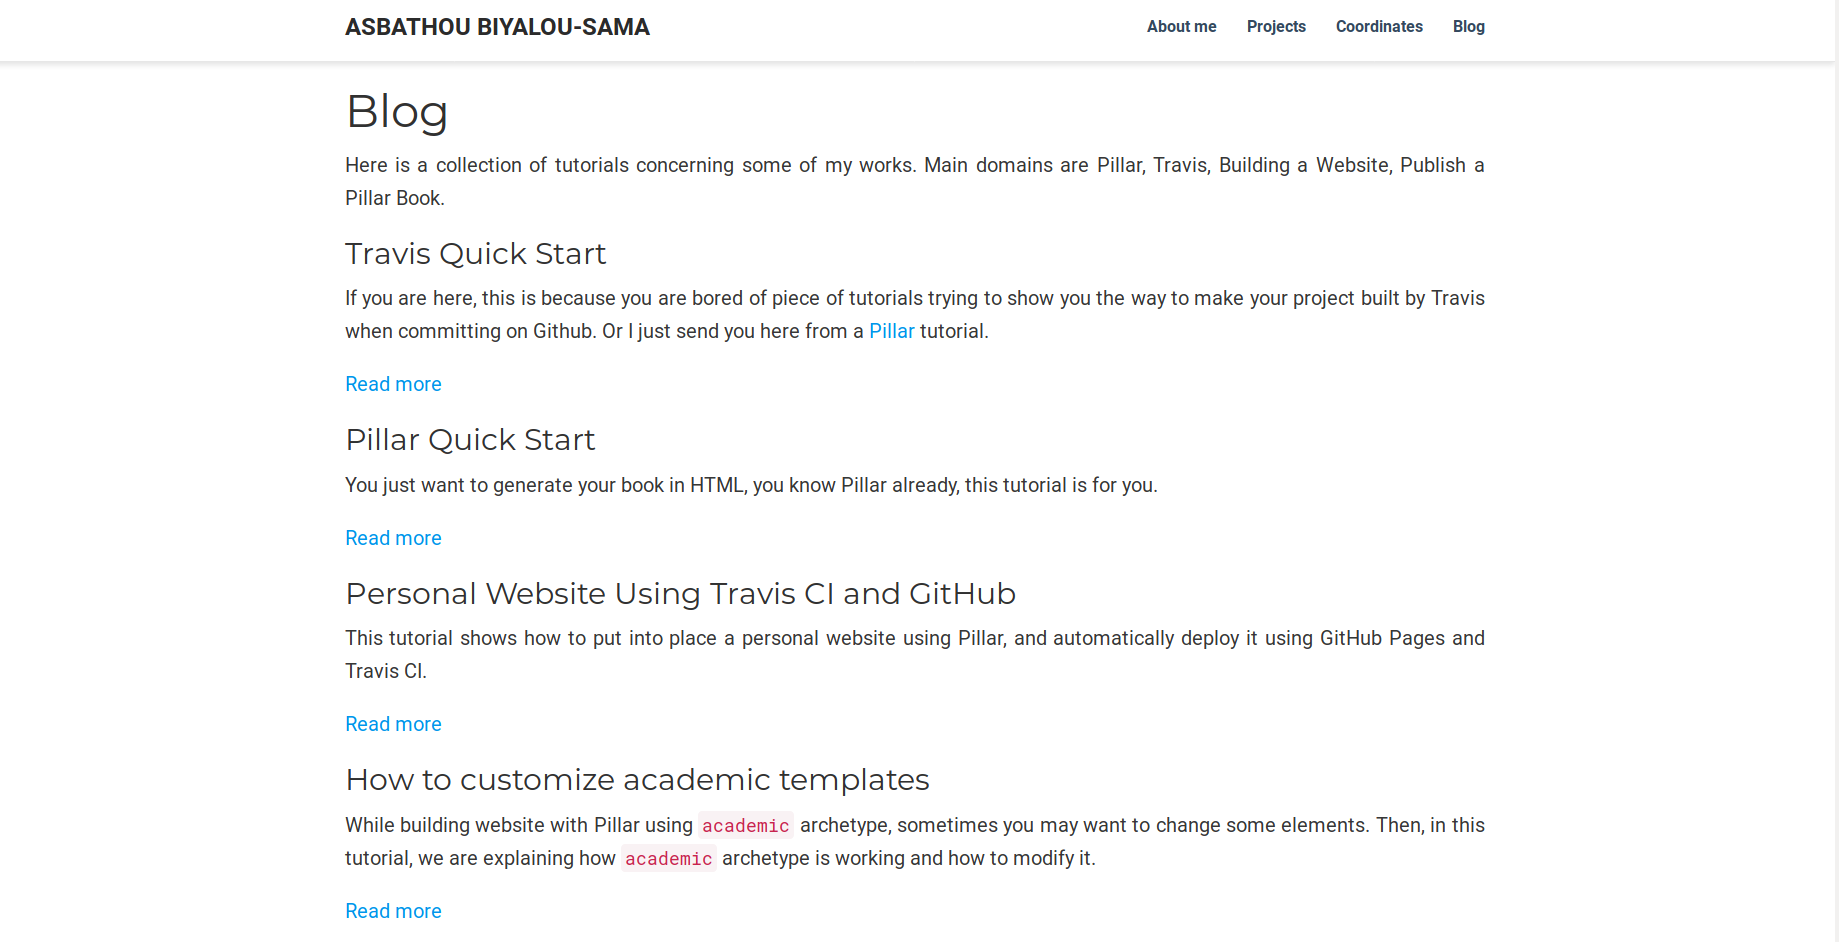 ASBATHOU BIYALOU-SAMA
About me Projects Coordinates Blog
Blog
Here is a collection of tutorials concerning some of my works. Main domains are Pillar, Travis, Building a Website, Publish a
Pillar Book.
Travis Quick Start
If you are here, this is because you are bored of piece of tutorials trying to show you the way to make your project built by Travis
when committing on Github. Or I just send you here from a Pillar tutorial.
Read more
Pillar Quick Start
You just want to generate your book in HTML, you know Pillar already, this tutorial is for you.
Read more
Personal Website Using Travis CI and GitHub
This tutorial shows how to put into place a personal website using Pillar, and automatically deploy it using GitHub Pages and
Travis CI.
Read more
How to customize academic templates
While building website with Pillar using academic archetype, sometimes you may want to change some elements. Then, in this
tutorial, we are explaining how academic archetype is working and how to modify it.
Read more